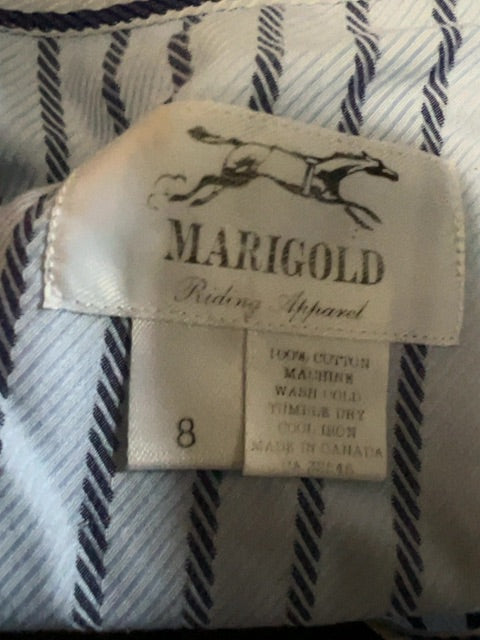 MARIGOLD
Riding Apparel
8
100% COTTON
MACHINE
WASH COLD
TUMBLE DRY
COOL IRON
MADE IN CANADA